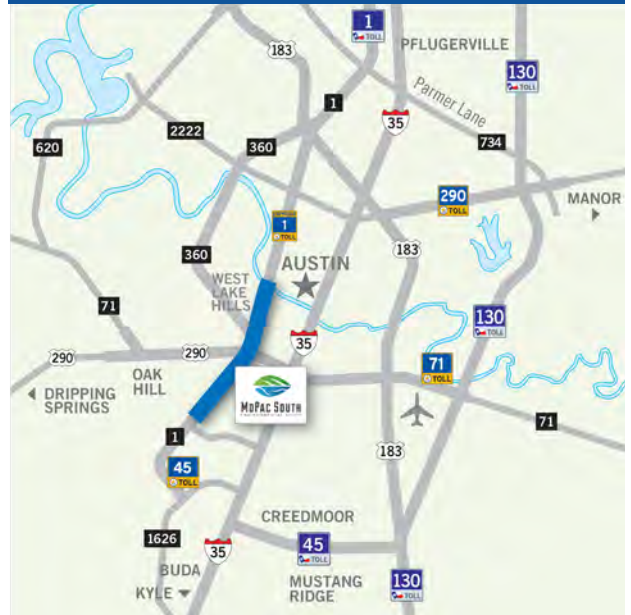 1
TOLL
183
PFLUGERVILLE
130
TOLL
Parmer Lane
1
35
620
2222
360
734
290
TOLL
MANOR
EXPRESS
1
TOLL
183
360
AUSTIN
WEST
LAKE
HILLS
71
130
TOLL
35
290
290
71
TOLL
OAK
HILL
DRIPPING
SPRINGS
MOPAC SOUTH
1
71
183
45
TOLL
CREEDMOOR
1626
35
45
TOLL
BUDA
KYLE
MUSTANG
RIDGE
130
TOLL